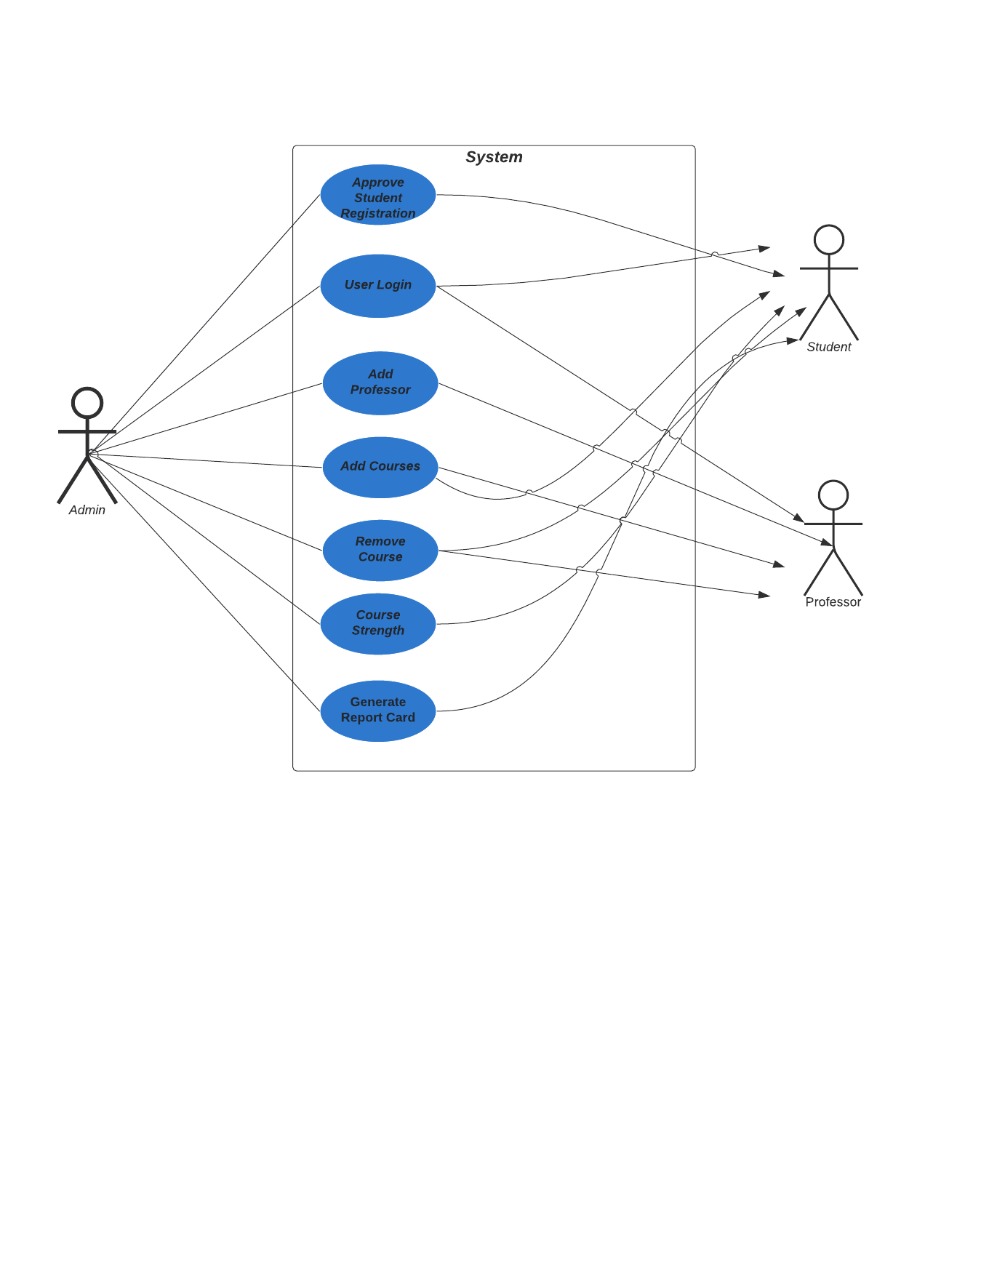 System
Approve
Student
Registration
User Login
Add
Professor
Add Courses
Remove
Course
Course
Strength
Generate
Report Card
Admin
Student
Professor